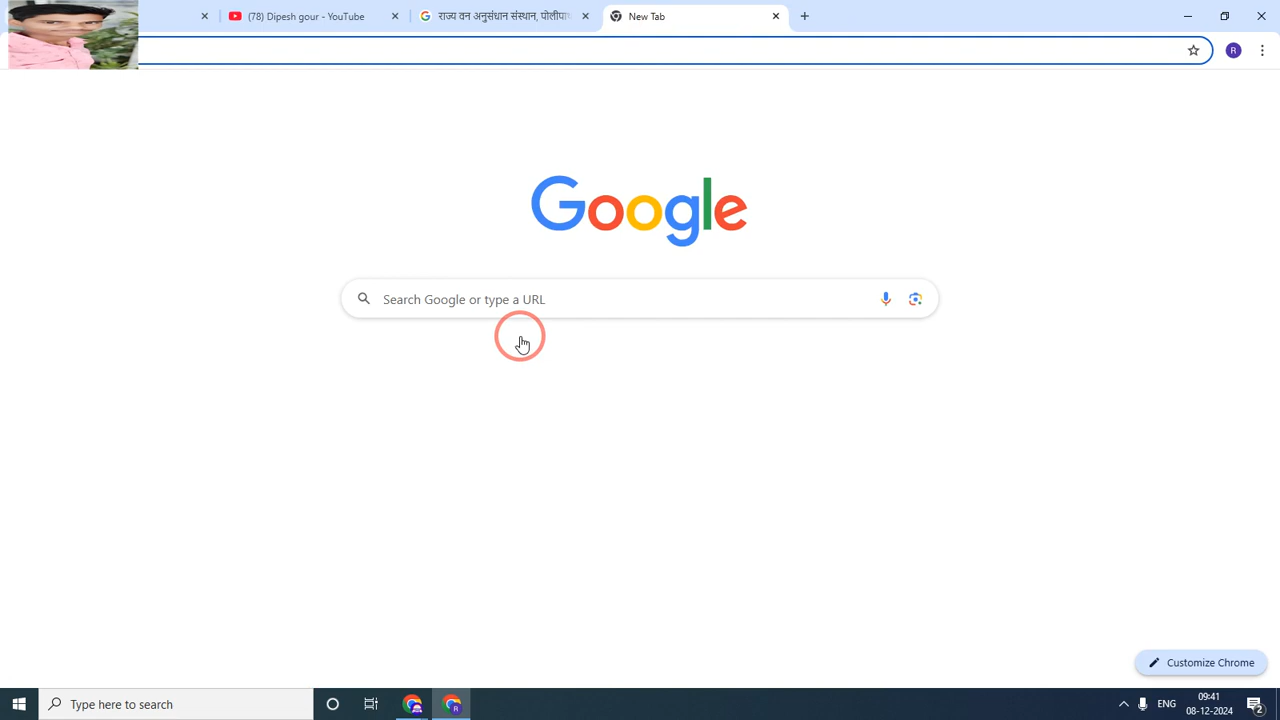 (78) Dipesh gour - YouTube
राज्य वन अनुसंधान संस्थान, पोलीपा
New Tab
R
Google
Search Google or type a URL
Customize Chrome
Type here to search
R
ENG
09:41
08-12-2024
2